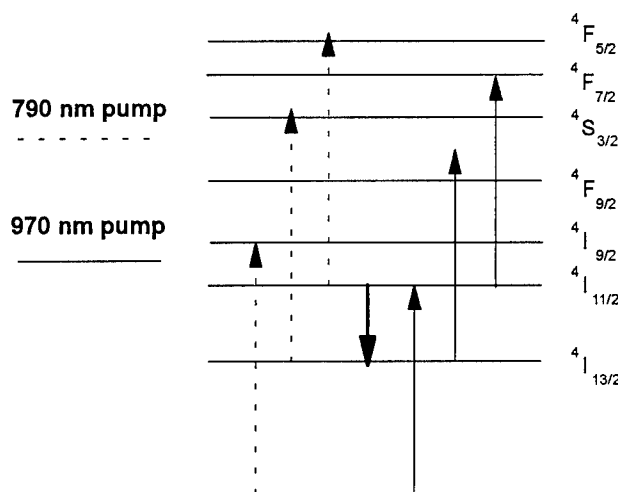 790 nm pump
970 nm pump
⁴F₅/₂
⁴F₇/₂
⁴S₃/₂
⁴F₉/₂
⁴I₉/₂
⁴I₁₁/₂
⁴I₁₃/₂